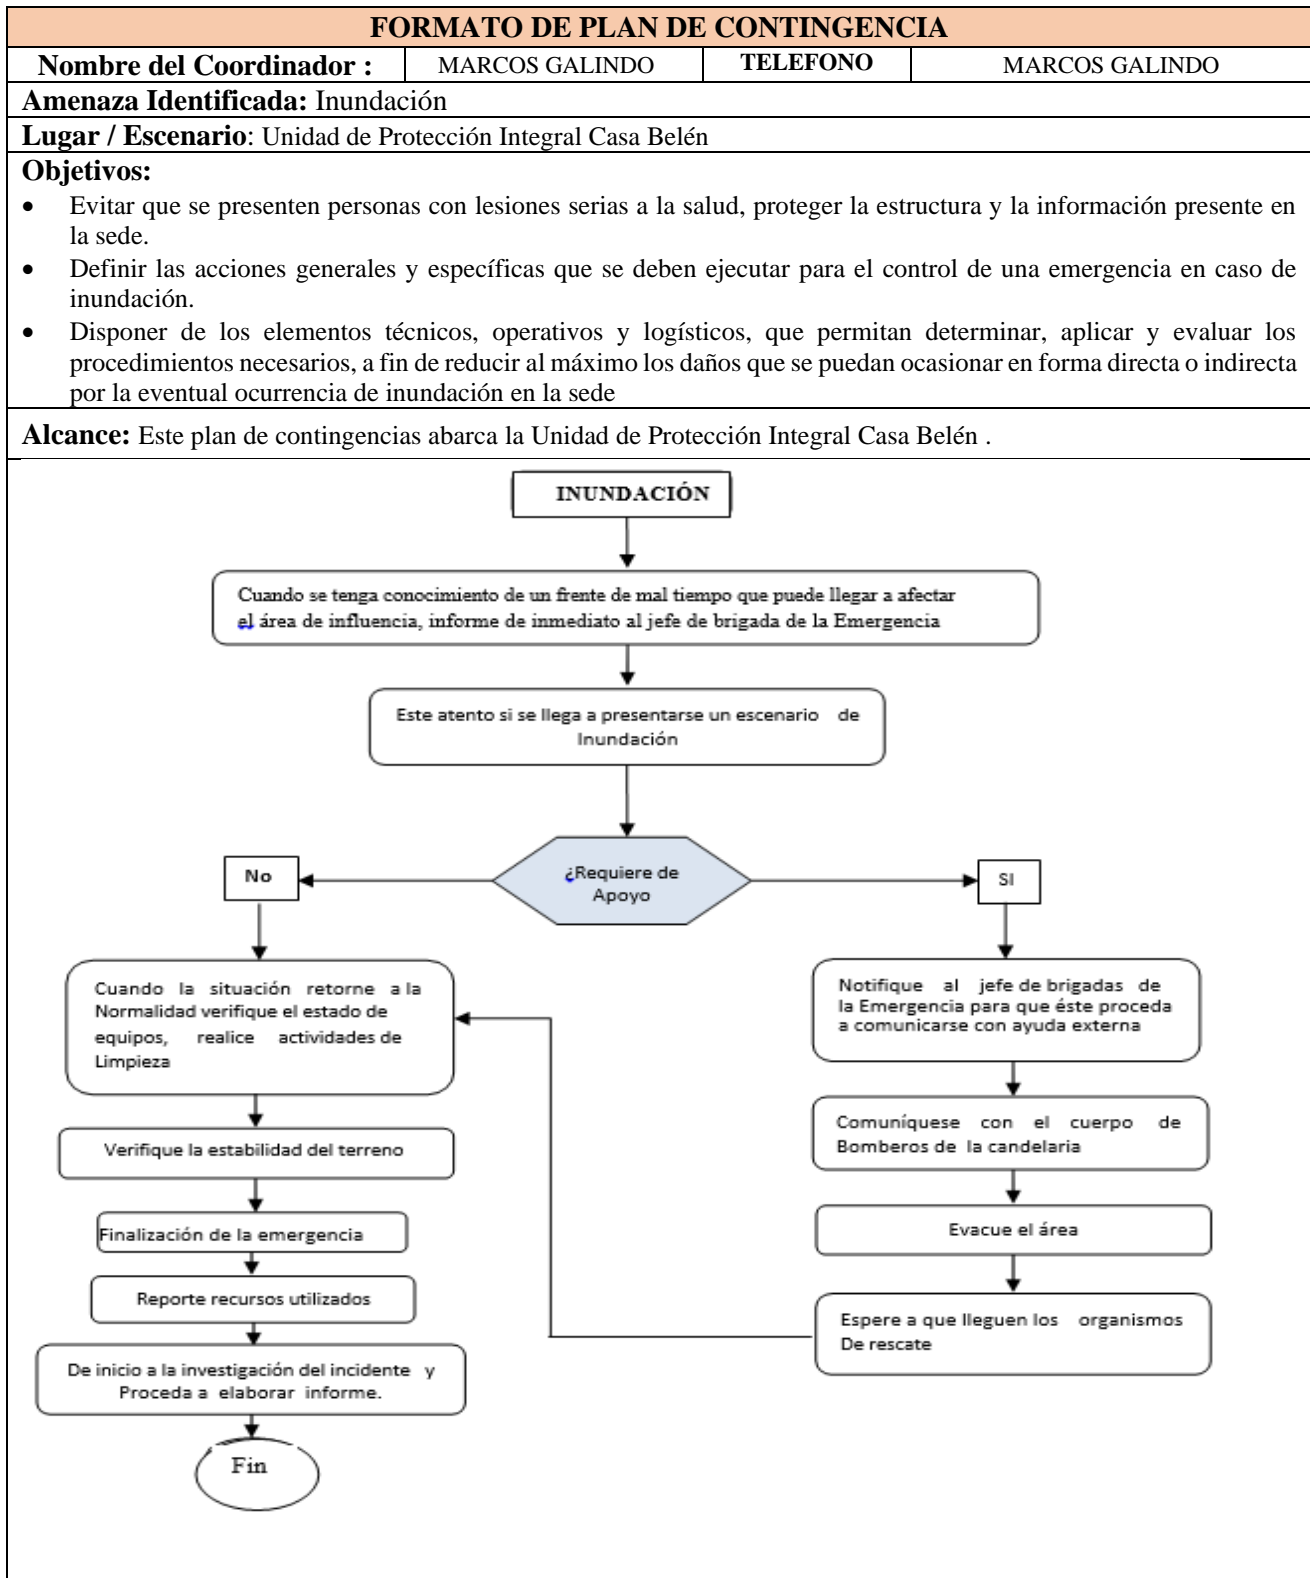 FORMATO DE PLAN DE CONTINGENCIA
Nombre del Coordinador : MARCOS GALINDO TELEFONO MARCOS GALINDO
Amenaza Identificada: Inundación
Lugar / Escenario: Unidad de Protección Integral Casa Belén
Objetivos:
• Evitar que se presenten personas con lesiones serias a la salud, proteger la estructura y la información presente en
la sede.
• Definir las acciones generales y específicas que se deben ejecutar para el control de una emergencia en caso de
inundación.
• Disponer de los elementos técnicos, operativos y logísticos, que permitan determinar, aplicar y evaluar los
procedimientos necesarios, a fin de reducir al máximo los daños que se puedan ocasionar en forma directa o indirecta
por la eventual ocurrencia de inundación en la sede
Alcance: Este plan de contingencias abarca la Unidad de Protección Integral Casa Belén .
INUNDACIÓN
Cuando se tenga conocimiento de un frente de mal tiempo que puede llegar a afectar
el área de influencia, informe de inmediato al jefe de brigada de la Emergencia
Este atento si se llega a presentarse un escenario de
Inundación
¿Requiere de
Apoyo
No
SI
Cuando la situación retorne a la
Normalidad verifique el estado de
equipos, realice actividades de
Limpieza
Verifique la estabilidad del terreno
Finalización de la emergencia
Reporte recursos utilizados
De inicio a la investigación del incidente y
Proceda a elaborar informe.
Fin
Notifique al jefe de brigadas de
la Emergencia para que éste proceda
a comunicarse con ayuda externa
Comuníquese con el cuerpo de
Bomberos de la candelaria
Evacue el área
Espere a que lleguen los organismos
De rescate